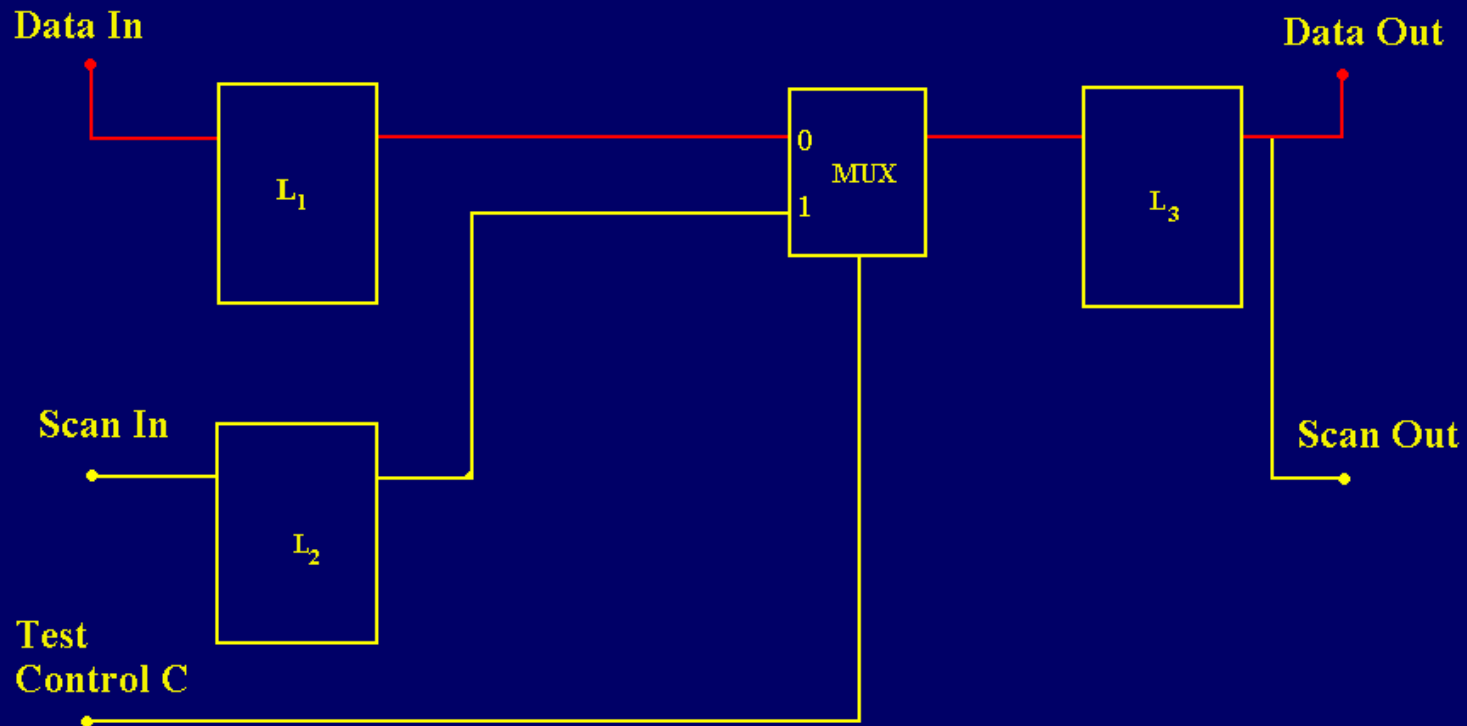 Data In
Data Out
L1
0
MUX
1
L3
Scan In
Scan Out
L2
Test
Control C